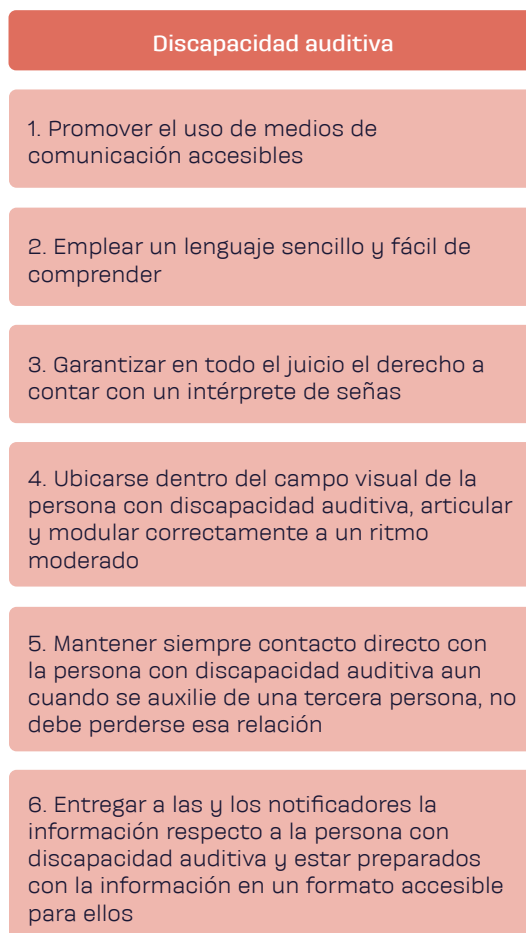 Discapacidad auditiva
1. Promover el uso de medios de
comunicación accesibles
2. Emplear un lenguaje sencillo y fácil de
comprender
3. Garantizar en todo el juicio el derecho a
contar con un intérprete de señas
4. Ubicarse dentro del campo visual de la
persona con discapacidad auditiva, articular
y modular correctamente a un ritmo
moderado
5. Mantener siempre contacto directo con
la persona con discapacidad auditiva aun
cuando se auxilie de una tercera persona, no
debe perderse esa relación
6. Entregar a las y los notificadores la
información respecto a la persona con
discapacidad auditiva y estar preparados
con la información en un formato accesible
para ellos